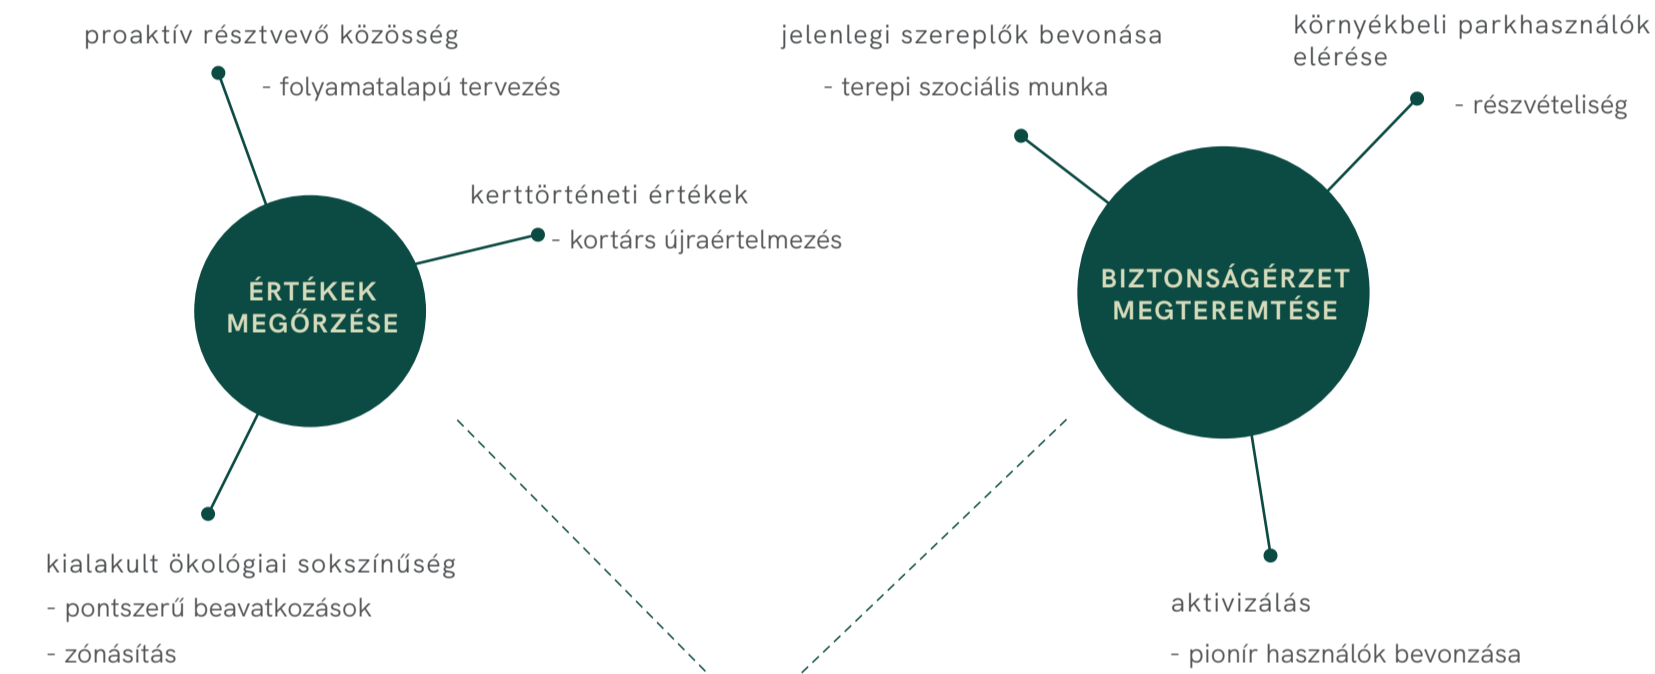 proaktív résztvevő közösség
- folyamatalapú tervezés
kerttörténeti értékek
- kortárs újraértelmezés
ÉRTÉKEK
MEGŐRZÉSE
kialakult ökológiai sokszínűség
- pontszerű beavatkozások
- zónásítás
jelenlegi szereplők bevonása
- terepi szociális munka
környékbeli parkhasználók
elérése
- részvételiség
BIZTONSÁGÉRZET
MEGTEREMTÉSE
aktivizálás
- pionír használók bevonzása